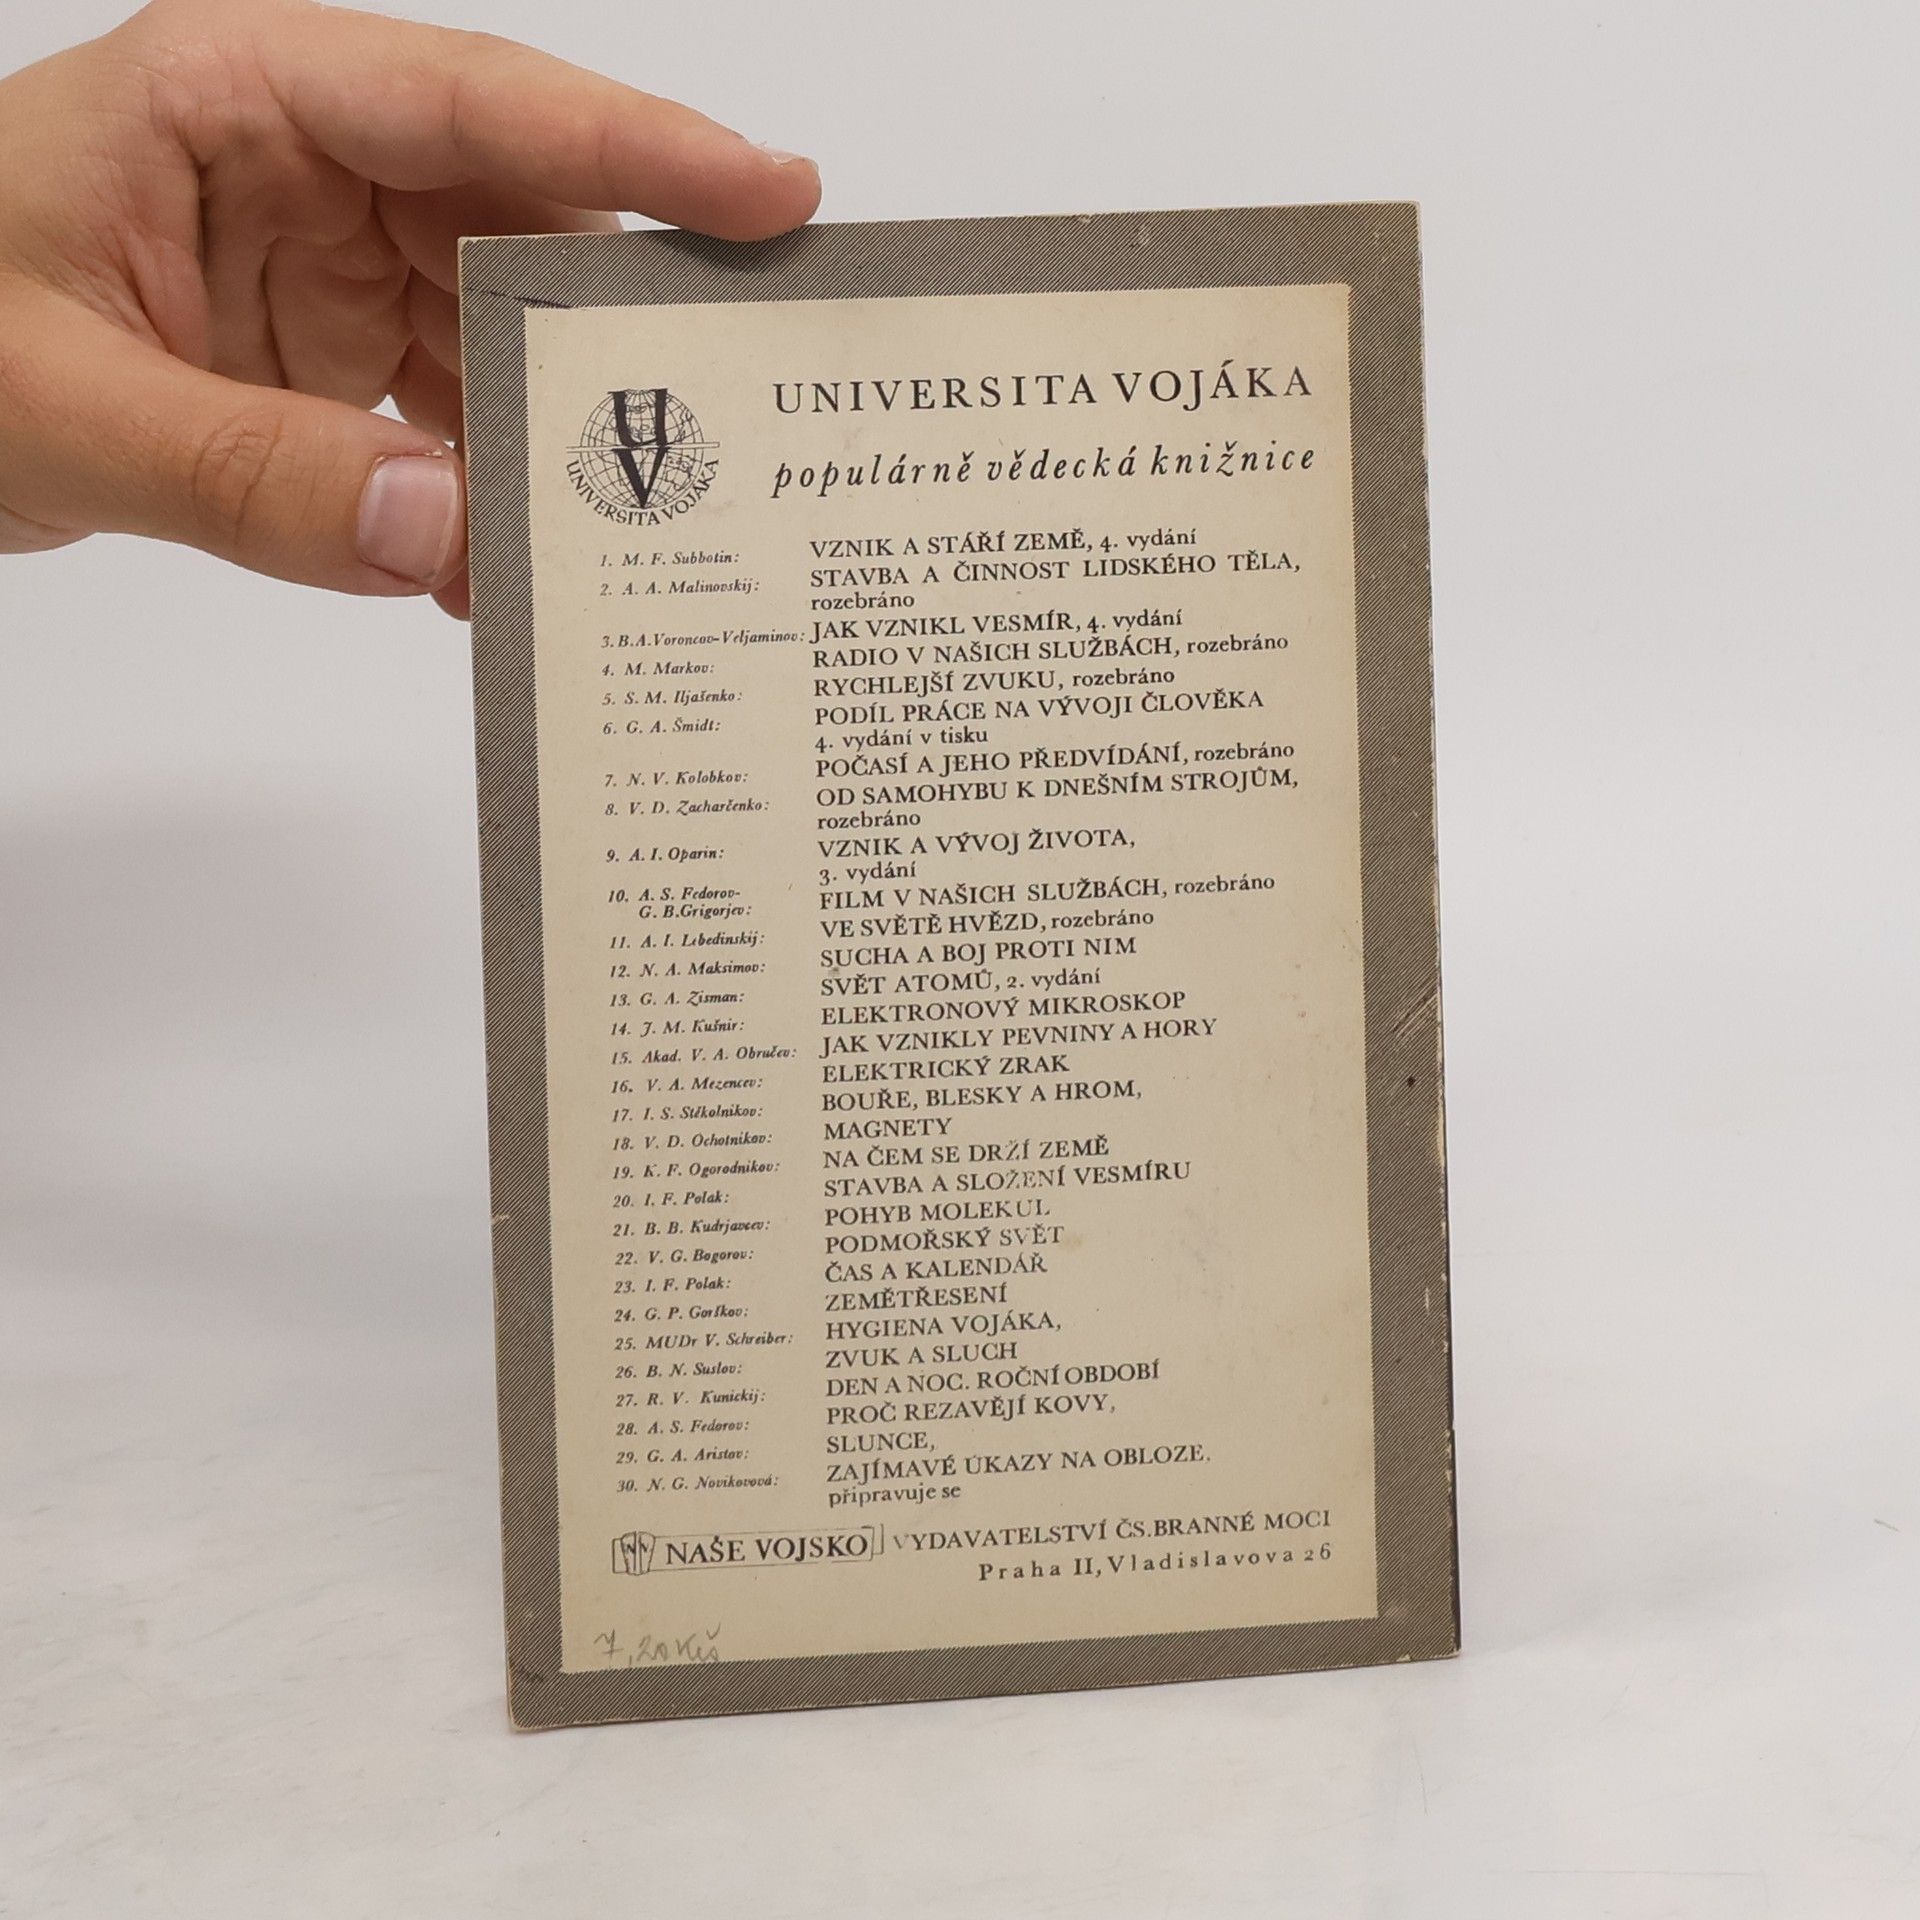 UNIVERSITA VOJÁKA
populárně vědecká knižnice
U
V
UNIVERSITA VOJÁKA
1. M. F. Subbotin: VZNIK A STÁŘÍ ZEMĚ, 4. vydání
2. A. A. Malinovskij: STAVBA A ČINNOST LIDSKÉHO TĚLA,
rozebráno
3. B.A.Voroncov-Veljaminov: JAK VZNIKL VESMÍR, 4. vydání
4. M. Markov: RADIO V NAŠICH SLUŽBÁCH, rozebráno
5. S. M. Iljašenko: RYCHLEJŠÍ ZVUKU, rozebráno
6. G. A. Šmidt: PODÍL PRÁCE NA VÝVOJI ČLOVĚKA
4. vydání v tisku
7. N. V. Kolobkov: POČASÍ A JEHO PŘEDVÍDÁNÍ, rozebráno
8. V. D. Zacharčenko: OD SAMOHYBU K DNEŠNÍM STROJŮM,
rozebráno
9. A. I. Oparin: VZNIK A VÝVOJ ŽIVOTA,
3. vydání
10. A. S. Fedorov-
G. B.Grigorjev: FILM V NAŠICH SLUŽBÁCH, rozebráno
11. A. I. Lebedinskij: VE SVĚTĚ HVĚZD, rozebráno
12. N. A. Maksimov: SUCHA A BOJ PROTI NIM
13. G. A. Zisman: SVĚT ATOMŮ, 2. vydání
14. J. M. Kušnir: ELEKTRONOVÝ MIKROSKOP
15. Akad. V. A. Obručev: JAK VZNIKLY PEVNINY A HORY
16. V. A. Mezencev: ELEKTRICKÝ ZRAK
17. I. S. Stěkolnikov: BOUŘE, BLESKY A HROM,
18. V. D. Ochotnikov: MAGNETY
19. K. F. Ogorodnikov: NA ČEM SE DRŽÍ ZEMĚ
20. I. F. Polak: STAVBA A SLOŽENÍ VESMÍRU
21. B. B. Kudrjavcev: POHYB MOLEKUL
22. V. G. Bogorov: PODMOŘSKÝ SVĚT
23. I. F. Polak: ČAS A KALENDÁŘ
24. G. P. Gorškov: ZEMĚTŘESENÍ
25. MUDr V. Schreiber: HYGIENA VOJÁKA,
26. B. N. Suslov: ZVUK A SLUCH
27. R. V. Kunickij: DEN A NOC. ROČNÍ OBDOBÍ
28. A. S. Fedorov: PROČ REZAVĚJÍ KOVY,
29. G. A. Aristov: SLUNCE,
30. N. G. Novikovová: ZAJÍMAVÉ ÚKAZY NA OBLOZE.
připravuje se
NV NAŠE VOJSKO VYDAVATELSTVÍ ČS.BRANNÉ MOCI
Praha II, Vladislavova 26
7,20 Kčs